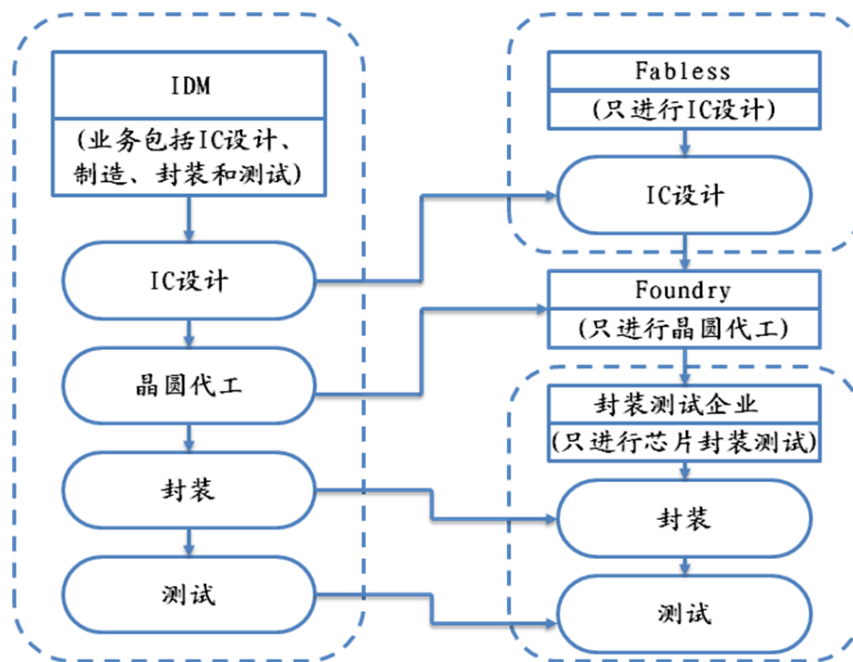 IDM
(业务包括IC设计、
制造、封装和测试)
IC设计
晶圆代工
封装
测试
Fabless
(只进行IC设计)
IC设计
Foundry
(只进行晶圆代工)
封装测试企业
(只进行芯片封装测试)
封装
测试